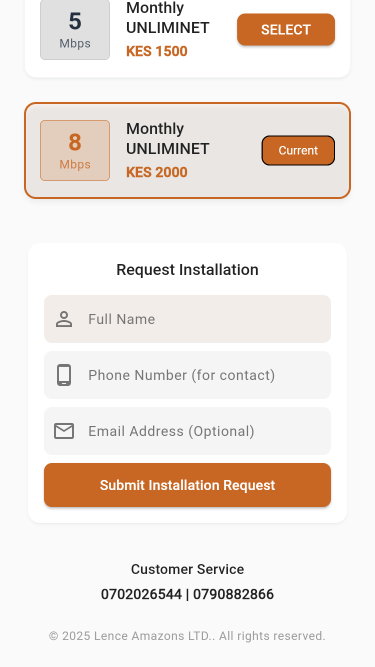 5
Mbps
Monthly
UNLIMINET
KES 1500
SELECT
8
Mbps
Monthly
UNLIMINET
KES 2000
Current
Request Installation
Full Name
Phone Number (for contact)
Email Address (Optional)
Submit Installation Request
Customer Service
0702026544 | 0790882866
© 2025 Lence Amazons LTD.. All rights reserved.